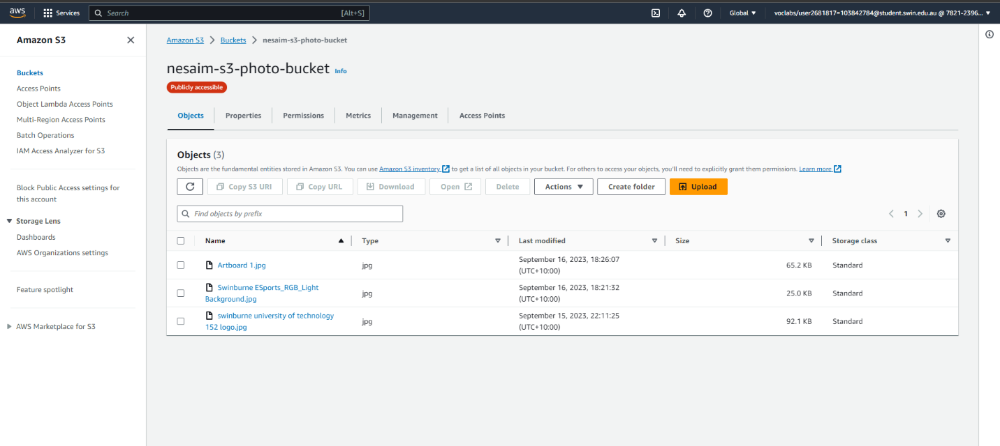 aws Services Search [Alt+S] Global voclabs/user2681817=103842784@student.swin.edu.au @ 7821-2396...
Amazon S3
Buckets
Access Points
Object Lambda Access Points
Multi-Region Access Points
Batch Operations
IAM Access Analyzer for S3
Block Public Access settings for
this account
Storage Lens
Dashboards
AWS Organizations settings
Feature spotlight
AWS Marketplace for S3
Amazon S3 > Buckets > nesaim-s3-photo-bucket
nesaim-s3-photo-bucket Info
Publicly accessible
Objects Properties Permissions Metrics Management Access Points
Objects (3)
Objects are the fundamental entities stored in Amazon S3. You can use Amazon S3 inventory to get a list of all objects in your bucket. For others to access your objects, you'll need to explicitly grant them permissions. Learn more
Copy S3 URI Copy URL Download Open Delete Actions Create folder Upload
Find objects by prefix 1
Name Type Last modified Size Storage class
Artboard 1.jpg jpg September 16, 2023, 18:26:07 65.2 KB Standard
(UTC+10:00)
Swinburne ESports_RGB_Light jpg September 16, 2023, 18:21:32 25.0 KB Standard
Background.jpg (UTC+10:00)
swinburne university of technology jpg September 15, 2023, 22:11:25 92.1 KB Standard
152 logo.jpg (UTC+10:00)